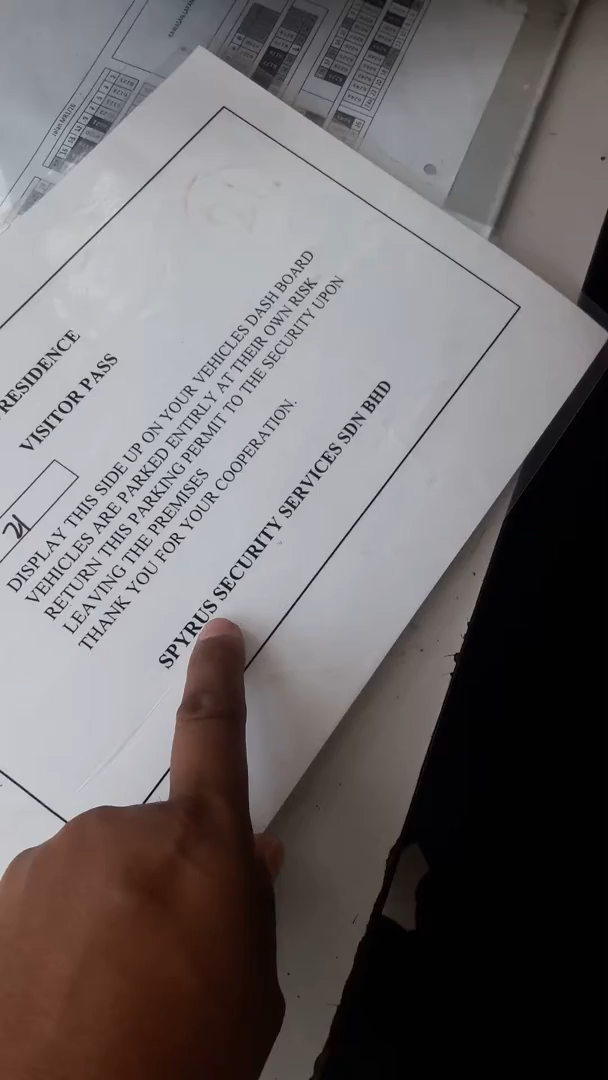 RESIDENCE
VISITOR PASS
21
DISPLAY THIS SIDE UP ON YOUR VEHICLES DASH BOARD
VEHICLES ARE PARKED ENTIRLY AT THEIR OWN RISK
RETURN THIS PARKING PERMIT TO THE SECURITY UPON
LEAVING THE PREMISES
THANK YOU FOR YOUR COOPERATION.
SPYRUS SECURITY SERVICES SDN BHD